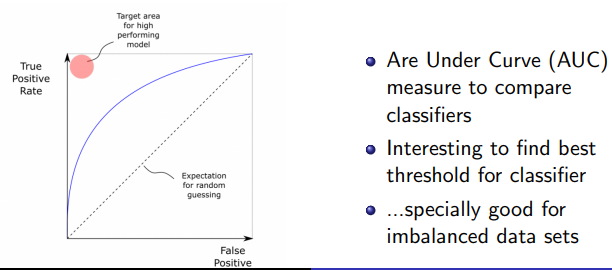 Target area
for high
performing
model
True
Positive
Rate
Expectation
for random
guessing
False
Positive
Are Under Curve (AUC)
measure to compare
classifiers
Interesting to find best
threshold for classifier
...specially good for
imbalanced data sets